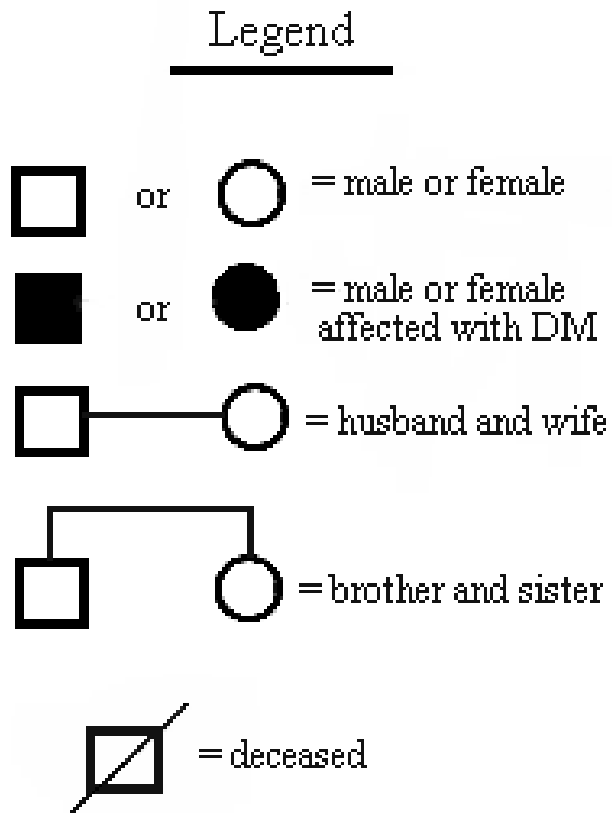 Legend
or = male or female
or = male or female
affected with DM
= husband and wife
= brother and sister
= deceased